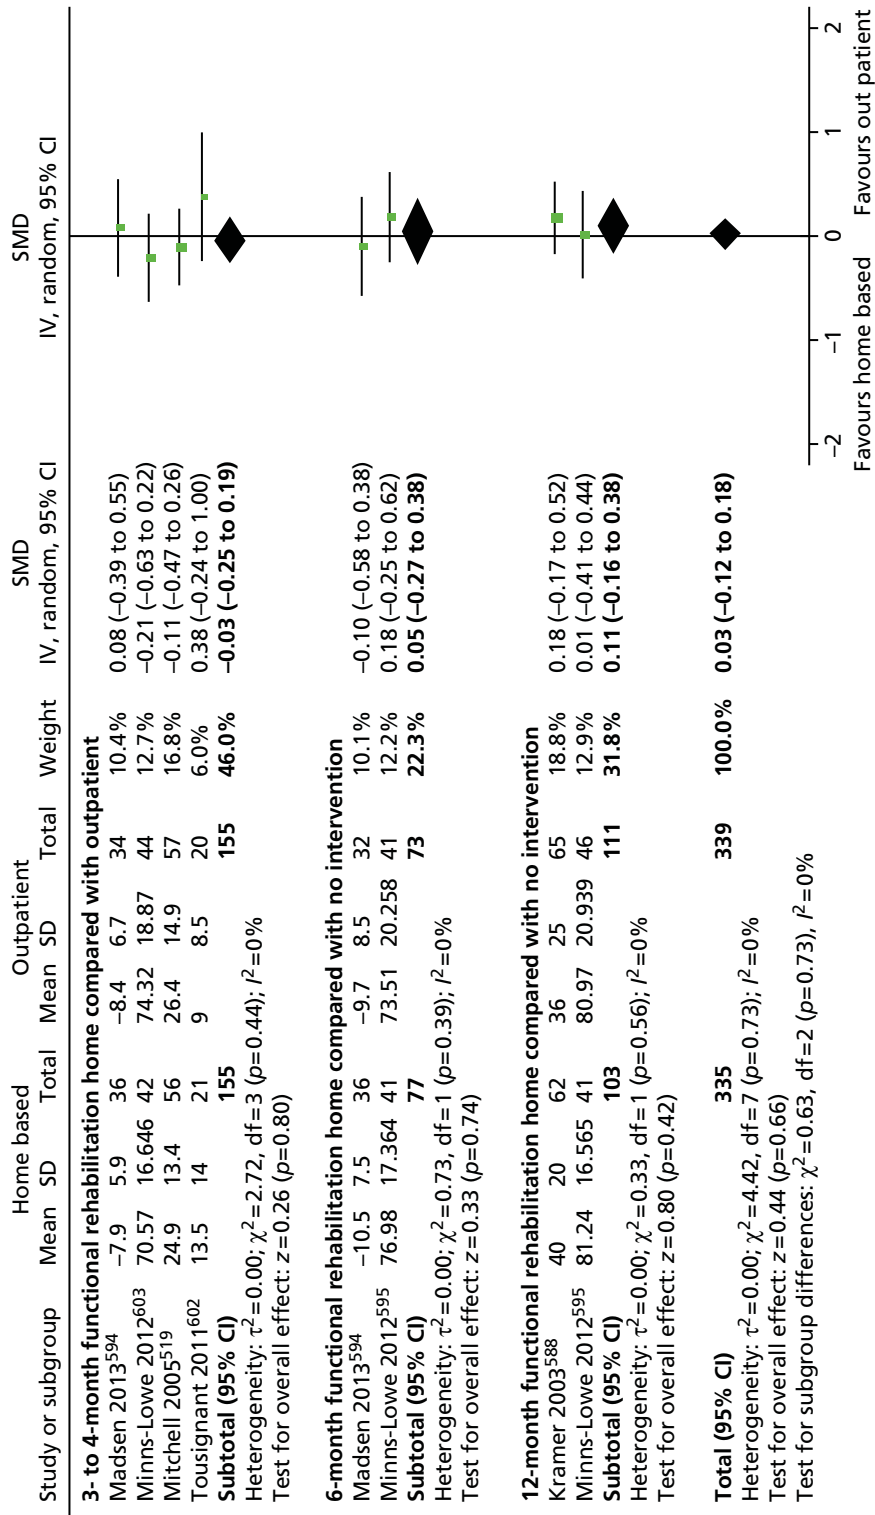 Home based Outpatient SMD SMD
Study or subgroup Mean SD Total Mean SD Total Weight IV, random, 95% CI IV, random, 95% CI
3- to 4-month functional rehabilitation home compared with outpatient
Madsen 2013594 −7.9 5.9 36 −8.4 6.7 34 10.4% 0.08 (−0.39 to 0.55)
Minns-Lowe 2012603 70.57 16.646 42 74.32 18.87 44 12.7% −0.21 (−0.63 to 0.22)
Mitchell 2005519 24.9 13.4 56 26.4 14.9 57 16.8% −0.11 (−0.47 to 0.26)
Tousignant 2011602 13.5 14 21 9 8.5 20 6.0% 0.38 (−0.24 to 1.00)
Subtotal (95% CI) 155 155 46.0% −0.03 (−0.25 to 0.19)
Heterogeneity: τ2=0.00; χ2=2.72, df=3 (p=0.44); I2=0%
Test for overall effect: z=0.26 (p=0.80)
6-month functional rehabilitation home compared with no intervention
Madsen 2013594 −10.5 7.5 36 −9.7 8.5 32 10.1% −0.10 (−0.58 to 0.38)
Minns-Lowe 2012595 76.98 17.364 41 73.51 20.258 41 12.2% 0.18 (−0.25 to 0.62)
Subtotal (95% CI) 77 73 22.3% 0.05 (−0.27 to 0.38)
Heterogeneity: τ2=0.00; χ2=0.73, df=1 (p=0.39); I2=0%
Test for overall effect: z=0.33 (p=0.74)
12-month functional rehabilitation home compared with no intervention
Kramer 2003588 40 20 62 36 25 65 18.8% 0.18 (−0.17 to 0.52)
Minns-Lowe 2012595 81.24 16.565 41 80.97 20.939 46 12.9% 0.01 (−0.41 to 0.44)
Subtotal (95% CI) 103 111 31.8% 0.11 (−0.16 to 0.38)
Heterogeneity: τ2=0.00; χ2=0.33, df=1 (p=0.56); I2=0%
Test for overall effect: z=0.80 (p=0.42)
Total (95% CI) 335 339 100.0% 0.03 (−0.12 to 0.18)
Heterogeneity: τ2=0.00; χ2=4.42, df=7 (p=0.73); I2=0%
Test for overall effect: z=0.44 (p=0.66)
Test for subgroup differences: χ2=0.63, df=2 (p=0.73), I2=0%
−2 −1 0 1 2
Favours home based Favours out patient